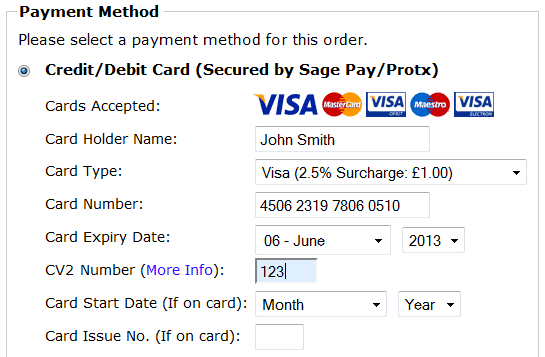 Payment Method
Please select a payment method for this order.
Credit/Debit Card (Secured by Sage Pay/Protx)
Cards Accepted: VISA MasterCard VISA DEBIT Maestro VISA ELECTRON
Card Holder Name: John Smith
Card Type: Visa (2.5% Surcharge: £1.00)
Card Number: 4506 2319 7806 0510
Card Expiry Date: 06 - June 2013
CV2 Number (More Info): 123
Card Start Date (If on card): Month Year
Card Issue No. (If on card):